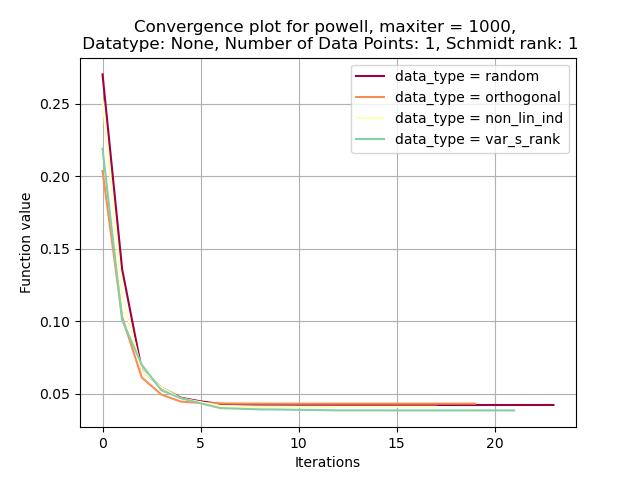 Convergence plot for powell, maxiter = 1000,
Datatype: None, Number of Data Points: 1, Schmidt rank: 1
data_type = random
data_type = orthogonal
data_type = non_lin_ind
data_type = var_s_rank
Function value
0.25
0.20
0.15
0.10
0.05
0
5
10
15
20
Iterations